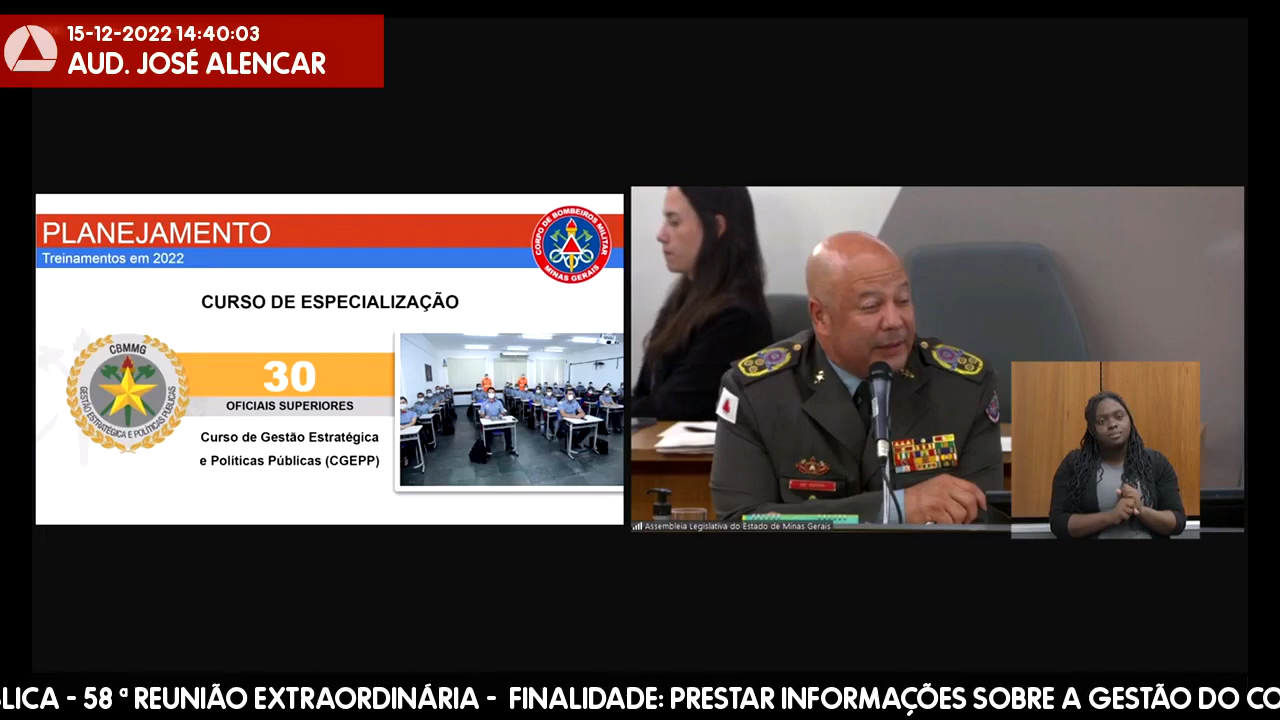 15-12-2022 14:40:03
AUD. JOSÉ ALENCAR
PLANEJAMENTO
Treinamentos em 2022
CORPO DE BOMBEIROS MILITAR
MINAS GERAIS
CURSO DE ESPECIALIZAÇÃO
CBMMG
GESTÃO ESTRATÉGICA E POLÍTICAS PÚBLICAS
30
OFICIAIS SUPERIORES
Curso de Gestão Estratégica
e Políticas Públicas (CGEPP)
Assembleia Legislativa do Estado de Minas Gerais
BLICA - 58 ª REUNIÃO EXTRAORDINÁRIA - FINALIDADE: PRESTAR INFORMAÇÕES SOBRE A GESTÃO DO CO